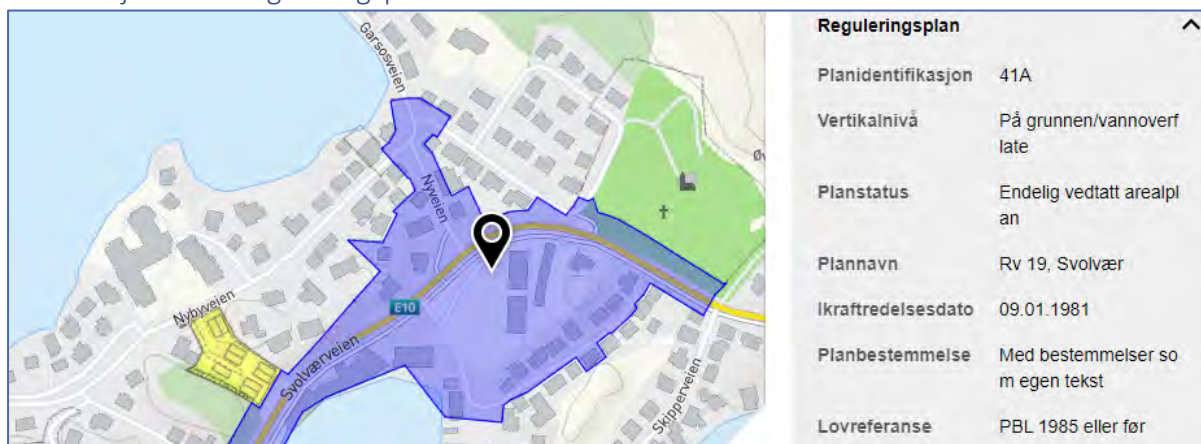 Garsosveien
Nyveien
Nybyveien
Svolværveien
E10
Skipperveien
Øv
Reguleringsplan
Planidentifikasjon 41A
Vertikalnivå På grunnen/vannoverf
late
Planstatus Endelig vedtatt arealpl
an
Plannavn Rv 19, Svolvær
Ikraftredelsesdato 09.01.1981
Planbestemmelse Med bestemmelser so
m egen tekst
Lovreferanse PBL 1985 eller før